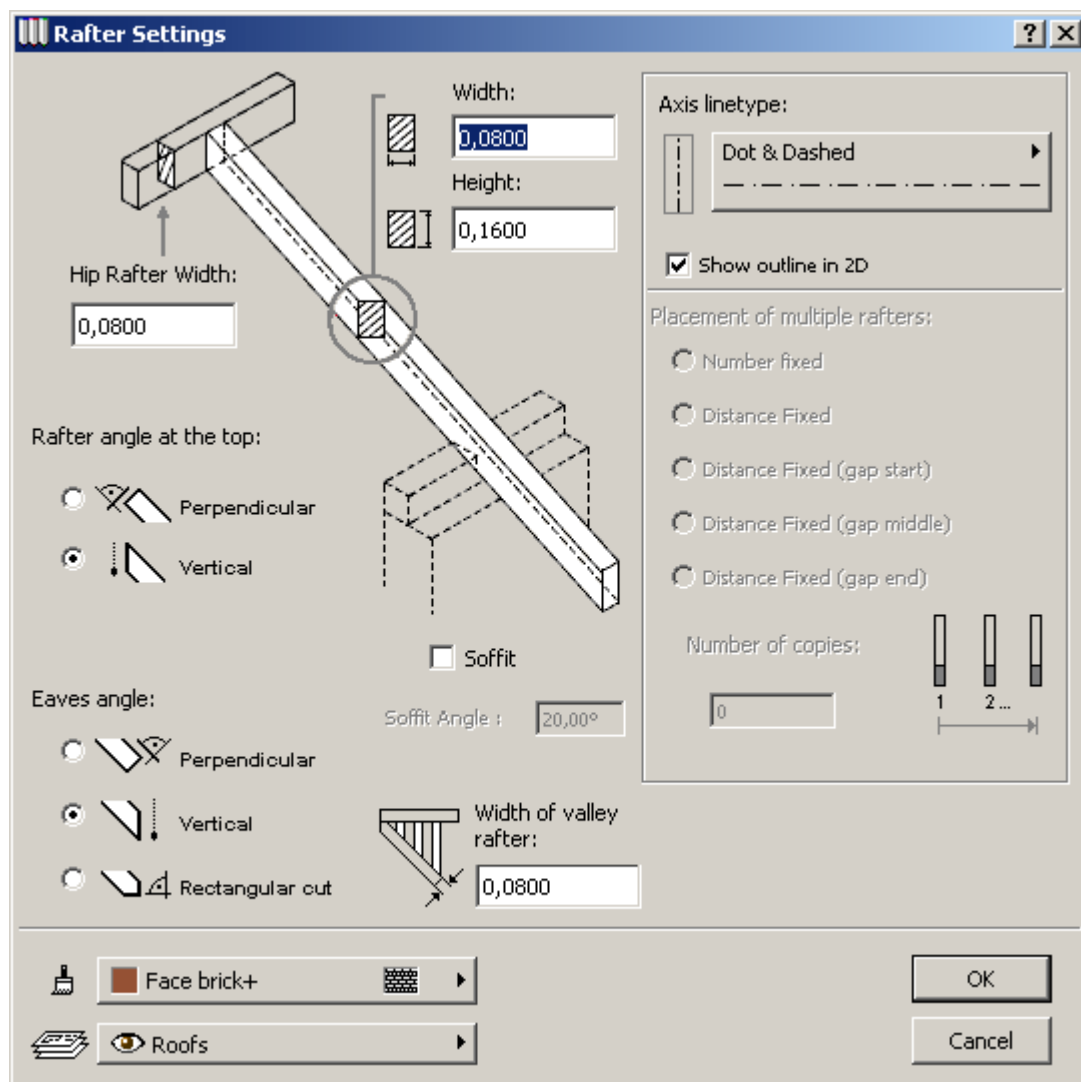 Rafter Settings
Width:
0,0800
Height:
0,1600
Hip Rafter Width:
0,0800
Rafter angle at the top:
Perpendicular
Vertical
Soffit
Soffit Angle :
20,00º
Eaves angle:
Perpendicular
Vertical
Rectangular cut
Width of valley
rafter:
0,0800
Axis linetype:
Dot & Dashed
Show outline in 2D
Placement of multiple rafters:
Number fixed
Distance Fixed
Distance Fixed (gap start)
Distance Fixed (gap middle)
Distance Fixed (gap end)
Number of copies:
0
1 2 ...
Face brick+
Roofs
OK
Cancel